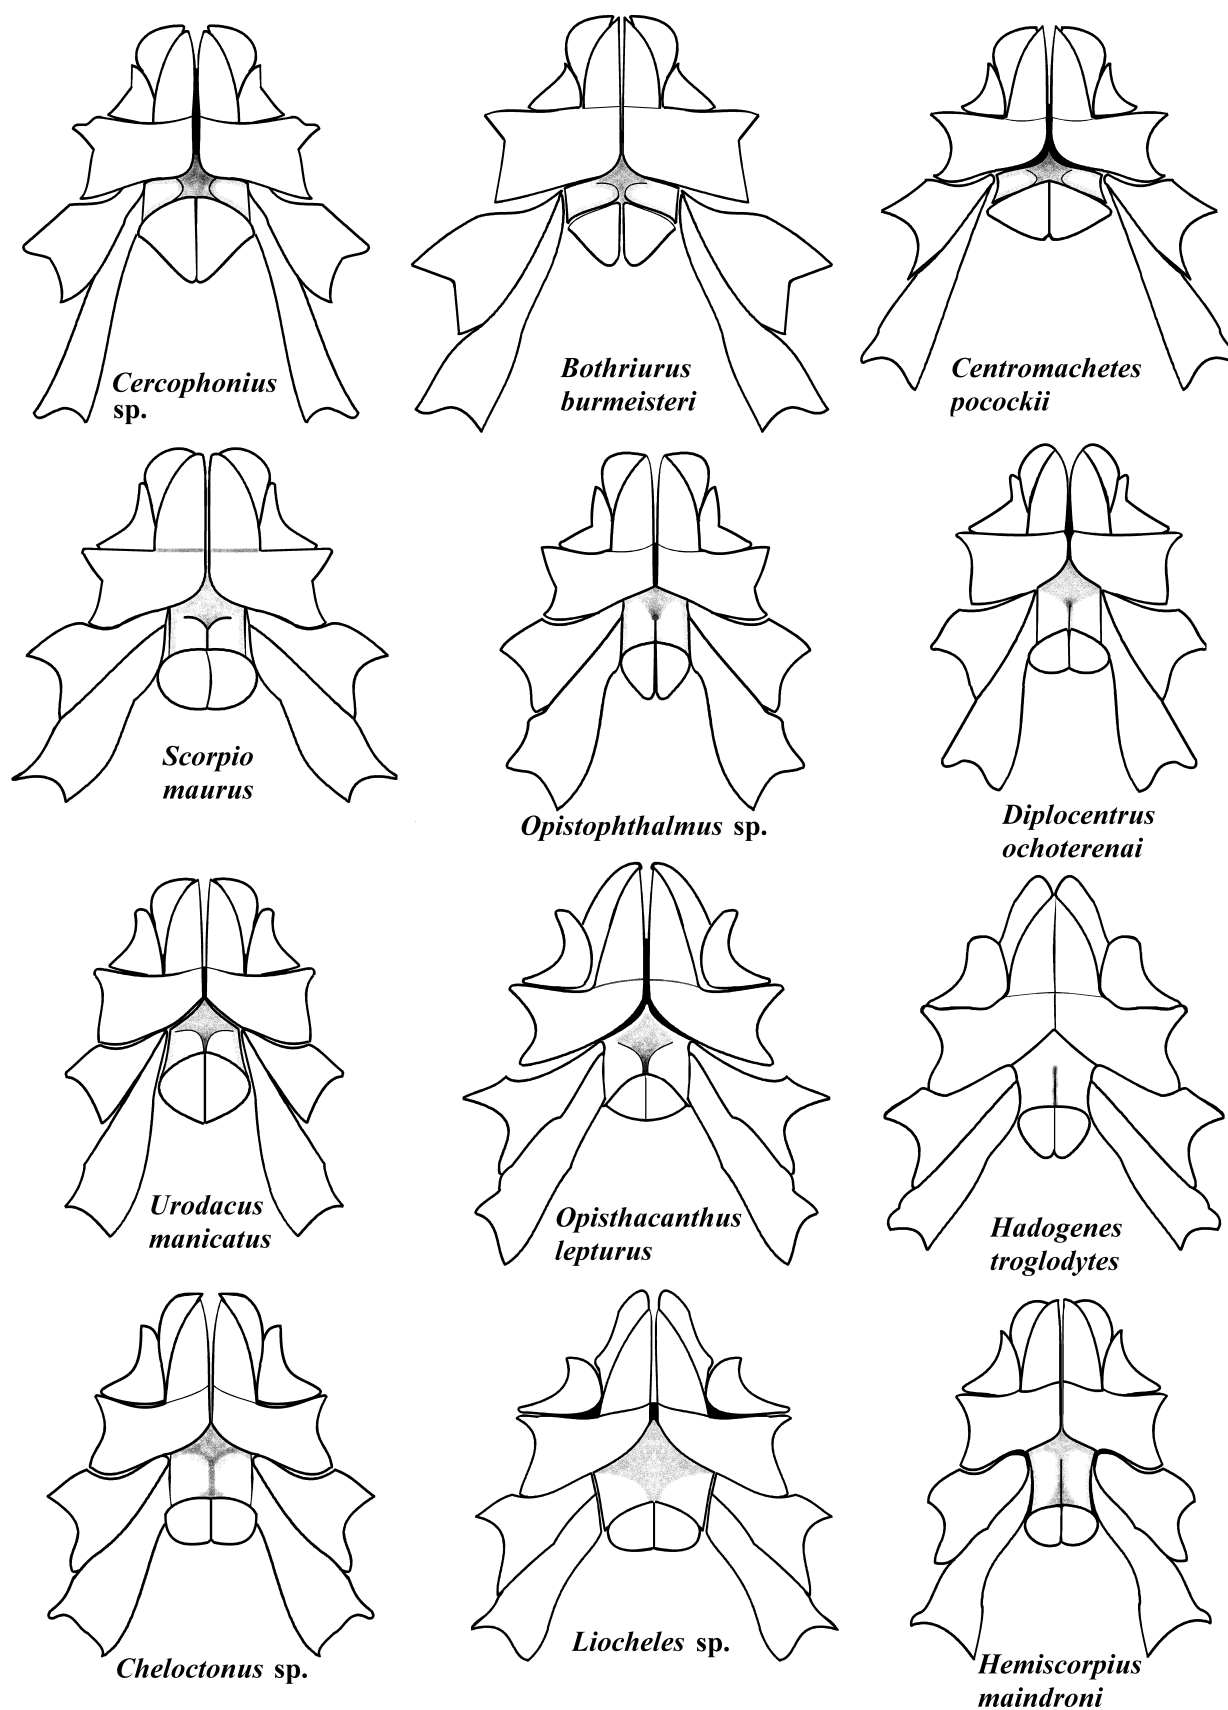 Cercophonius
sp.
Bothriurus
burmeisteri
Centromachetes
pocockii
Scorpio
maurus
Opistophthalmus sp.
Diplocentrus
ochoterenai
Urodacus
manicatus
Opisthacanthus
lepturus
Hadogenes
troglodytes
Cheloctonus sp.
Liocheles sp.
Hemiscorpius
maindroni